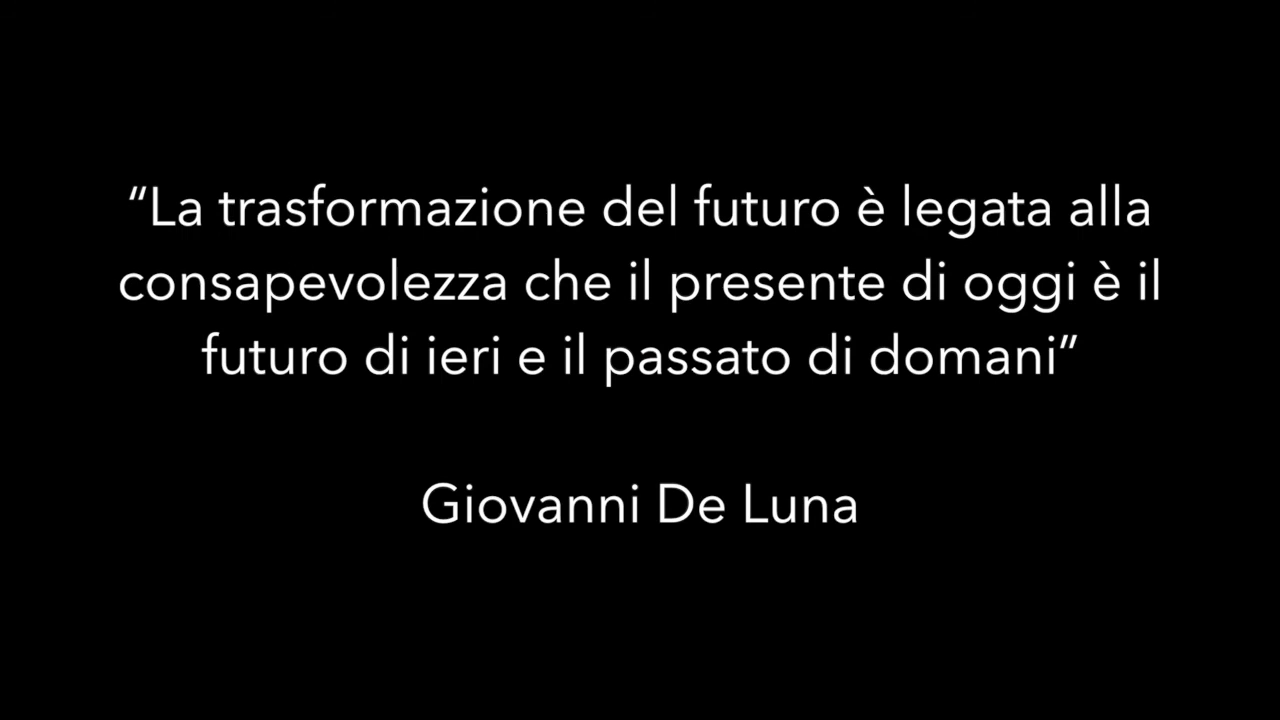 “La trasformazione del futuro è legata alla
consapevolezza che il presente di oggi è il
futuro di ieri e il passato di domani”
Giovanni De Luna